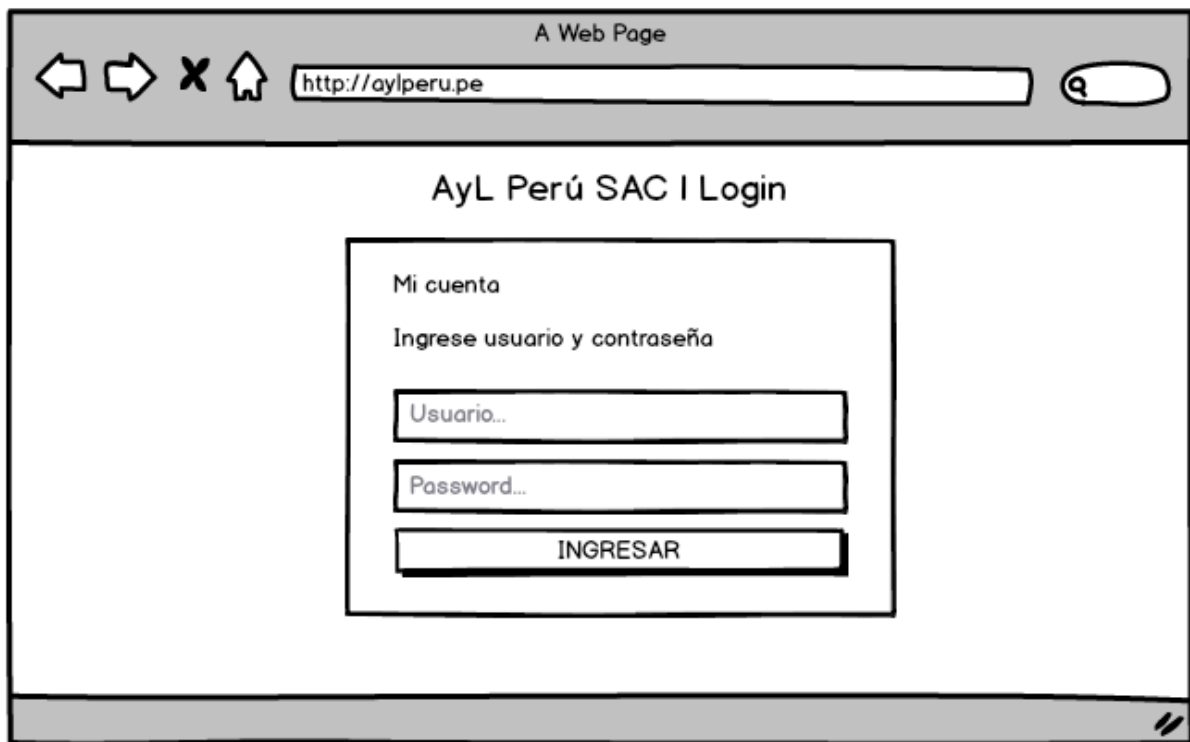 A Web Page
http://aylperu.pe
AyL Perú SAC | Login
Mi cuenta
Ingrese usuario y contraseña
Usuario...
Password...
INGRESAR